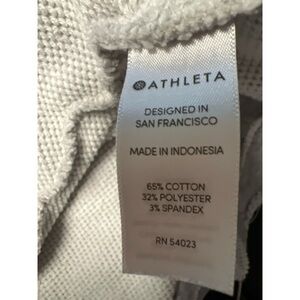 ATHLETA
DESIGNED IN
SAN FRANCISCO
MADE IN INDONESIA
65% COTTON
32% POLYESTER
3% SPANDEX
RN 54023